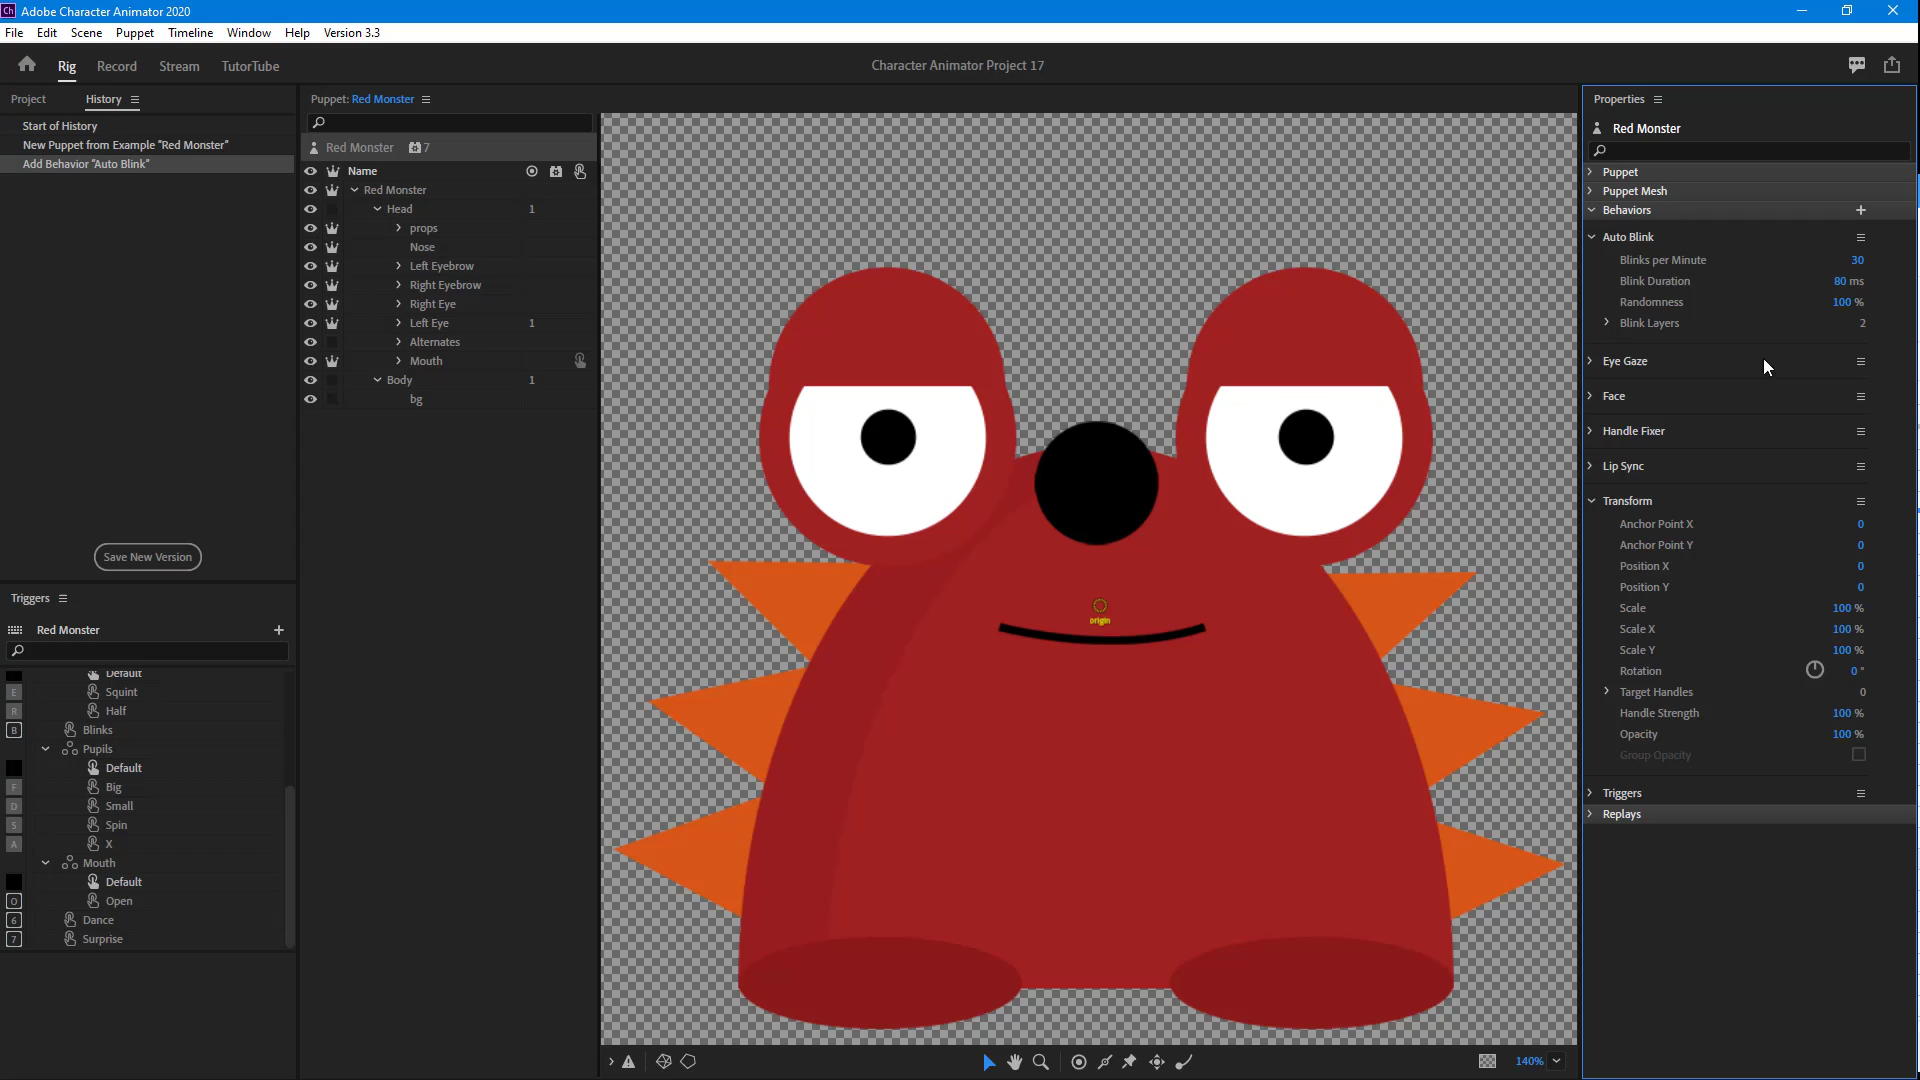 Ch Adobe Character Animator 2020
File Edit Scene Puppet Timeline Window Help Version 3.3
Rig Record Stream TutorTube
Character Animator Project 17
Project History
Start of History
New Puppet from Example "Red Monster"
Add Behavior "Auto Blink"
Save New Version
Triggers
Red Monster
Default
E Squint
R Half
B Blinks
Pupils
Default
F Big
D Small
S Spin
A X
Mouth
Default
O Open
6 Dance
7 Surprise
Puppet: Red Monster
Red Monster 7
Name
Red Monster
Head 1
props
Nose
Left Eyebrow
Right Eyebrow
Right Eye
Left Eye 1
Alternates
Mouth
Body 1
bg
origin
140%
Properties
Red Monster
Puppet
Puppet Mesh
Behaviors +
Auto Blink
Blinks per Minute 30
Blink Duration 80 ms
Randomness 100 %
Blink Layers 2
Eye Gaze
Face
Handle Fixer
Lip Sync
Transform
Anchor Point X 0
Anchor Point Y 0
Position X 0
Position Y 0
Scale 100 %
Scale X 100 %
Scale Y 100 %
Rotation 0 °
Target Handles 0
Handle Strength 100 %
Opacity 100 %
Group Opacity
Triggers
Replays